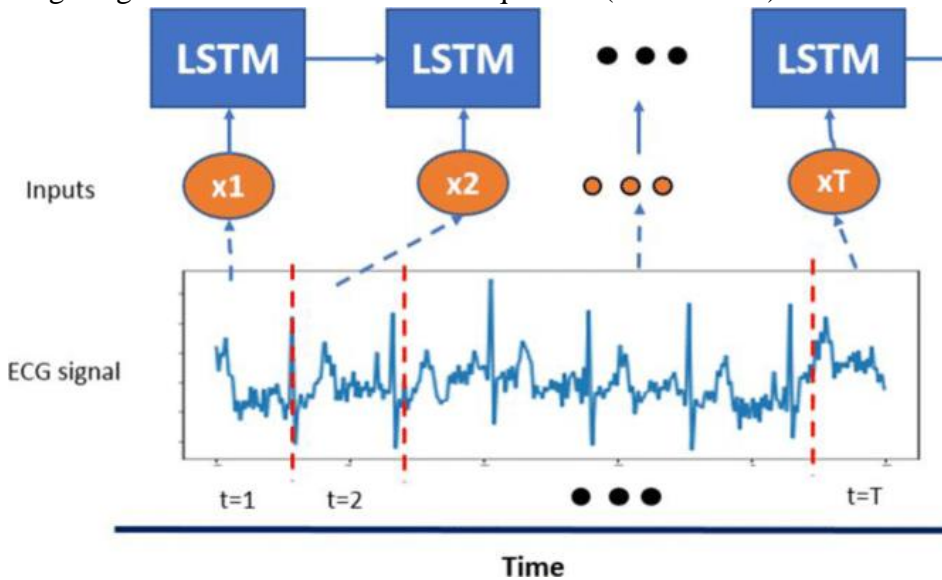 LSTM LSTM LSTM
Inputs x1 x2 xT
ECG signal
t=1 t=2 t=T
Time